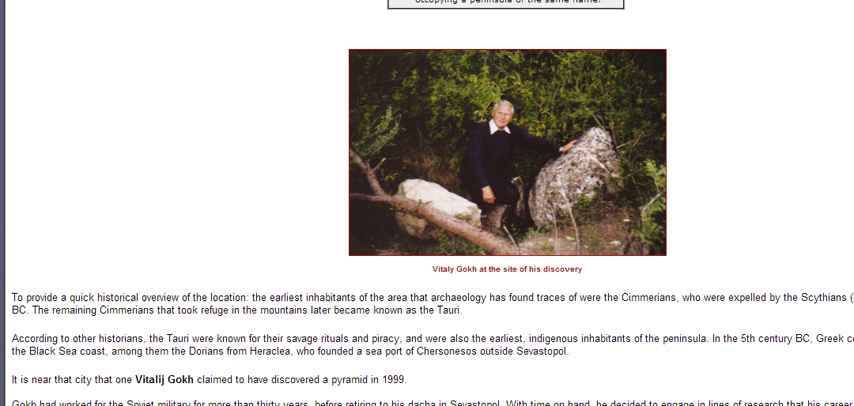 occupying a peninsula of the same name.
Vitaly Gokh at the site of his discovery
To provide a quick historical overview of the location: the earliest inhabitants of the area that archaeology has found traces of were the Cimmerians, who were expelled by the Scythians (
BC. The remaining Cimmerians that took refuge in the mountains later became known as the Tauri.
According to other historians, the Tauri were known for their savage rituals and piracy, and were also the earliest, indigenous inhabitants of the peninsula. In the 5th century BC, Greek
the Black Sea coast, among them the Dorians from Heraclea, who founded a sea port of Chersonesos outside Sevastopol.
It is near that city that one Vitalij Gokh claimed to have discovered a pyramid in 1999.
Gokh had worked for the Soviet military for more than thirty years, before retiring to his dacha in Sevastopol. With time on hand, he decided to engage in lines of research that his career